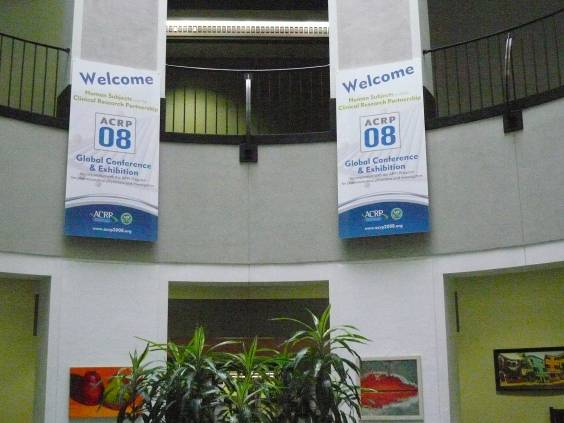 Welcome
Human Subjects
Clinical Research Partnership
ACRP
08
Global Conference
& Exhibition
ACRP
www.acrp2008.org
Welcome
Human Subjects
Clinical Research Partnership
ACRP
08
Global Conference
& Exhibition
ACRP
www.acrp2008.org